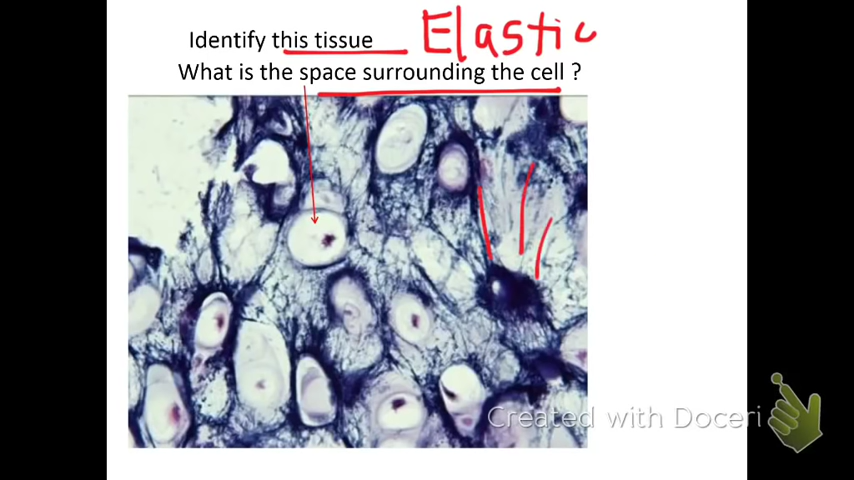 Identify this tissue Elastic
What is the space surrounding the cell ?
Created with Doceri